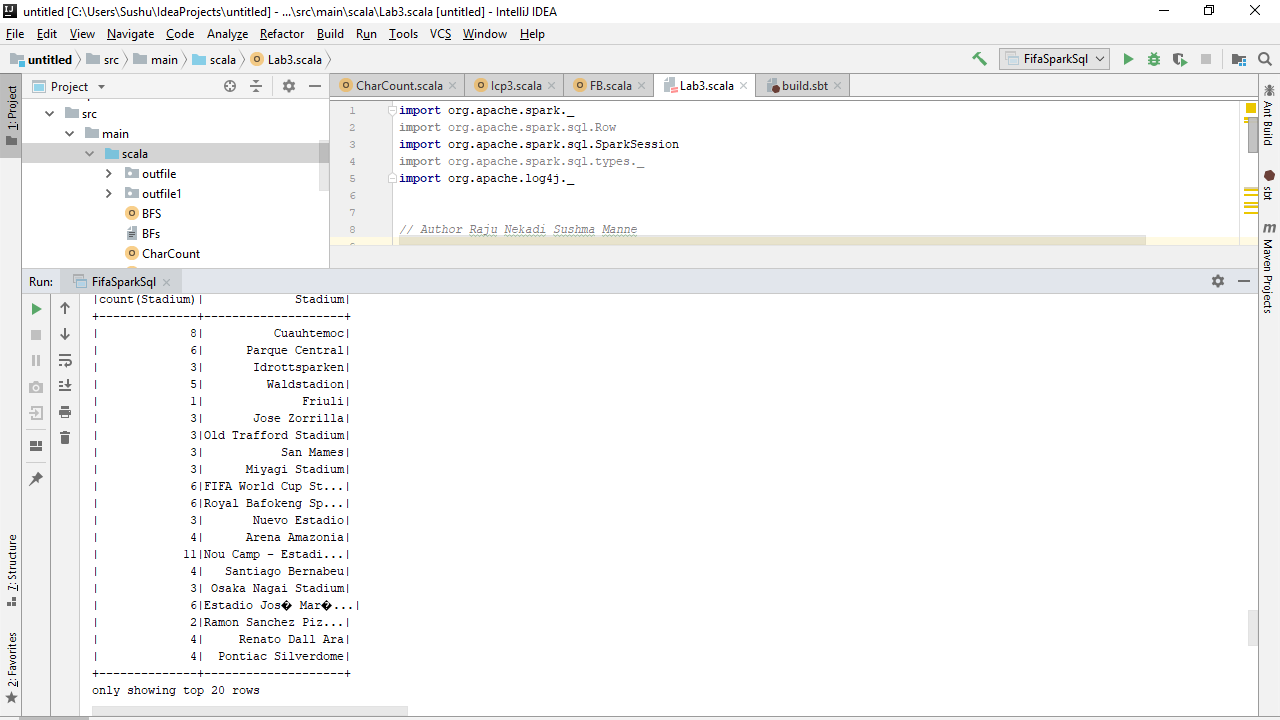 untitled [C:\Users\Sushu\IdeaProjects\untitled] - ...\src\main\scala\Lab3.scala [untitled] - IntelliJ IDEA
File Edit View Navigate Code Analyze Refactor Build Run Tools VCS Window Help
untitled src main scala Lab3.scala FifaSparkSql
1: Project
Project
CharCount.scala lcp3.scala FB.scala Lab3.scala build.sbt
src
main
scala
outfile
outfile1
BFS
BFs
CharCount
1 import org.apache.spark._
2 import org.apache.spark.sql.Row
3 import org.apache.spark.sql.SparkSession
4 import org.apache.spark.sql.types._
5 import org.apache.log4j._
6
7
8 // Author Raju Nekadi Sushma Manne
Ant Build
sbt
m Maven Projects
Run: FifaSparkSql
|count(Stadium)|             Stadium|
+--------------+--------------------+
|             8|          Cuauhtemoc|
|             6|      Parque Central|
|             3|       Idrottsparken|
|             5|         Waldstadion|
|             1|              Friuli|
|             3|       Jose Zorrilla|
|             3|Old Trafford Stadium|
|             3|           San Mames|
|             3|      Miyagi Stadium|
|             6|FIFA World Cup St...|
|             6|Royal Bafokeng Sp...|
|             3|       Nuevo Estadio|
|             4|      Arena Amazonia|
|            11|Nou Camp - Estadi...|
|             4|   Santiago Bernabeu|
|             3| Osaka Nagai Stadium|
|             6|Estadio Jos� Mar�...|
|             2|Ramon Sanchez Piz...|
|             4|     Renato Dall Ara|
|             4|  Pontiac Silverdome|
+--------------+--------------------+
only showing top 20 rows
7: Structure
2: Favorites